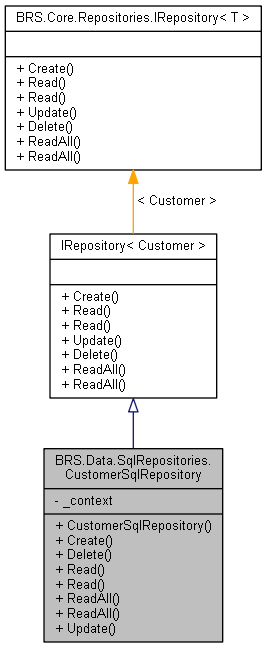 BRS.Core.Repositories.IRepository< T >
+ Create()
+ Read()
+ Read()
+ Update()
+ Delete()
+ ReadAll()
+ ReadAll()
< Customer >
IRepository< Customer >
+ Create()
+ Read()
+ Read()
+ Update()
+ Delete()
+ ReadAll()
+ ReadAll()
BRS.Data.SqlRepositories.
CustomerSqlRepository
- _context
+ CustomerSqlRepository()
+ Create()
+ Delete()
+ Read()
+ Read()
+ ReadAll()
+ ReadAll()
+ Update()